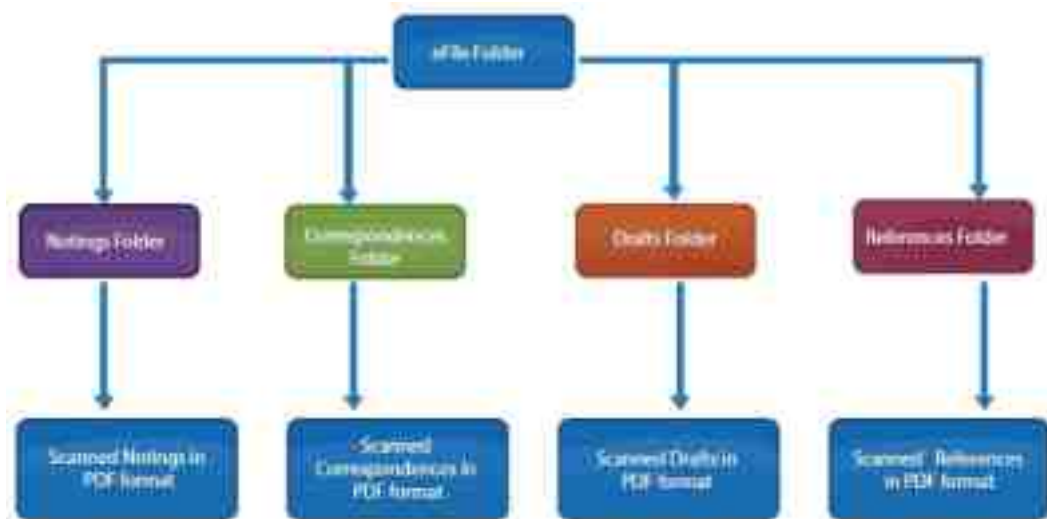 eFile Folder
Notings Folder
Correspondences
Folder
Drafts Folder
References Folder
Scanned Notings in
PDF format
Scanned
Correspondences in
PDF format
Scanned Drafts in
PDF format
Scanned References
in PDF format